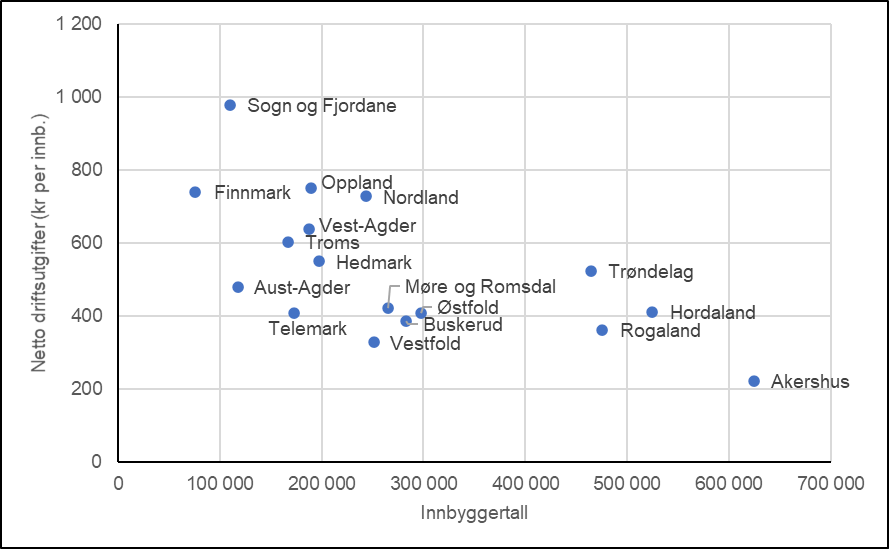 1 200
1 000
800
600
400
200
0
Netto driftsutgifter (kr per innb.)
Sogn og Fjordane
Finnmark
Oppland
Nordland
Vest-Agder
Troms
Hedmark
Aust-Agder
Møre og Romsdal
Østfold
Telemark
Buskerud
Vestfold
Trøndelag
Hordaland
Rogaland
Akershus
0 100 000 200 000 300 000 400 000 500 000 600 000 700 000
Innbyggertall